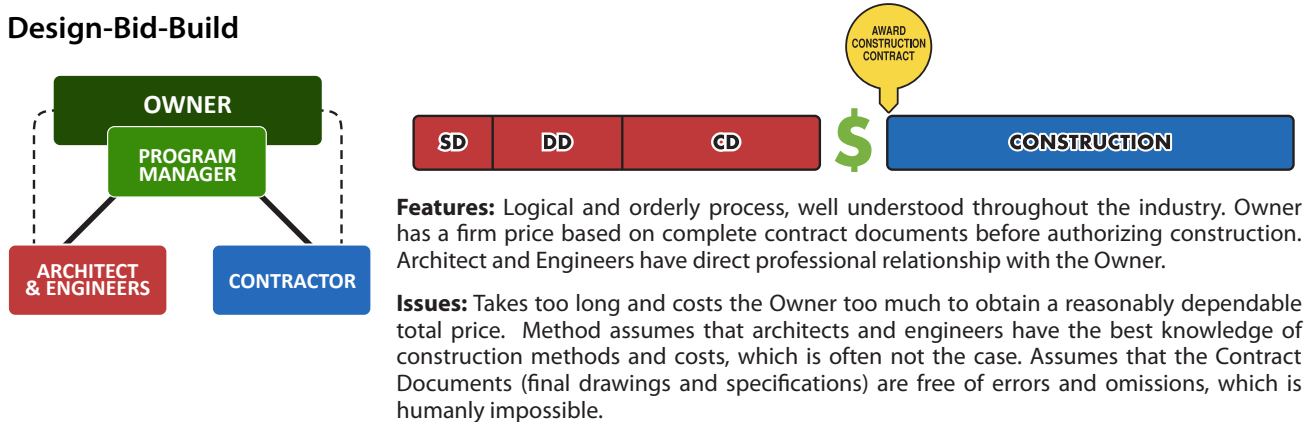 Design-Bid-Build
OWNER
PROGRAM
MANAGER
ARCHITECT
& ENGINEERS
CONTRACTOR
AWARD
CONSTRUCTION
CONTRACT
SD
DD
CD
$
CONSTRUCTION
Features: Logical and orderly process, well understood throughout the industry. Owner
has a firm price based on complete contract documents before authorizing construction.
Architect and Engineers have direct professional relationship with the Owner.
Issues: Takes too long and costs the Owner too much to obtain a reasonably dependable
total price. Method assumes that architects and engineers have the best knowledge of
construction methods and costs, which is often not the case. Assumes that the Contract
Documents (final drawings and specifications) are free of errors and omissions, which is
humanly impossible.